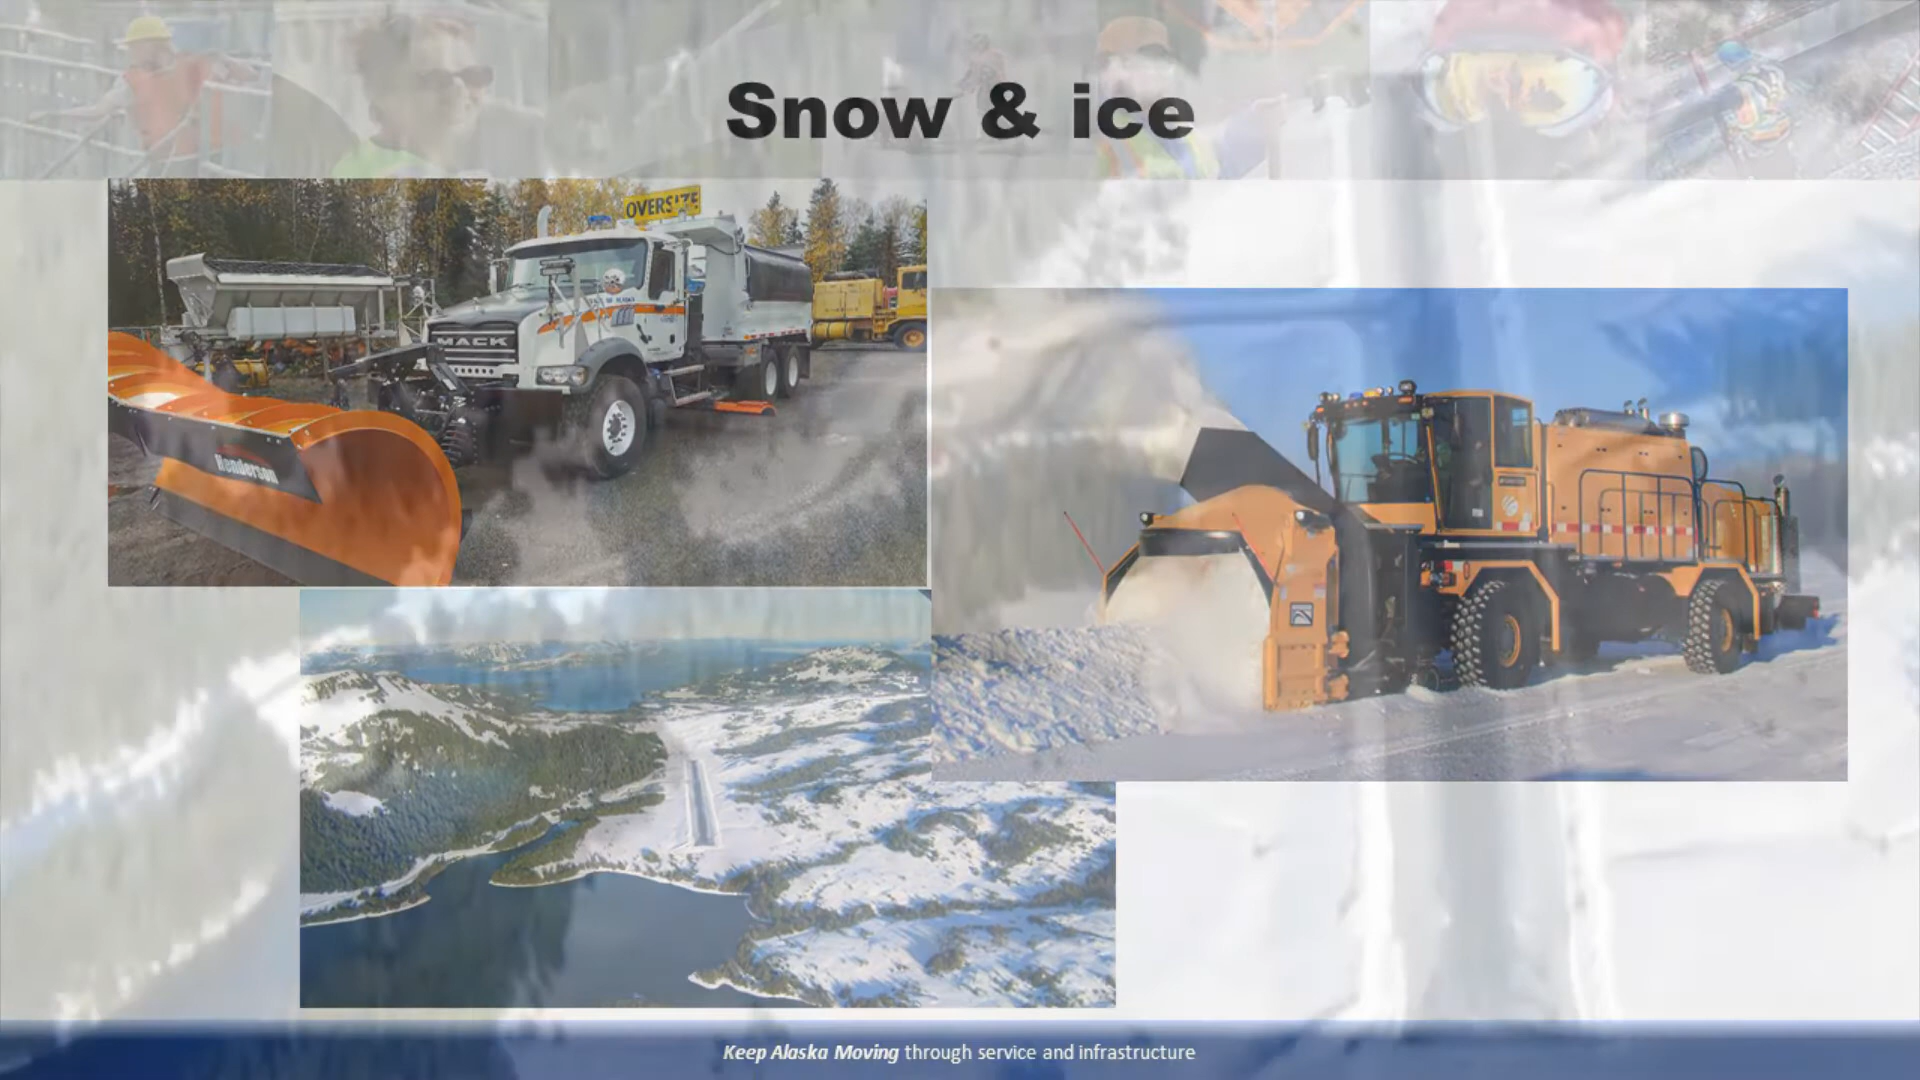 Snow & ice
OVERSIZE
MACK
Henderson
Keep Alaska Moving through service and infrastructure